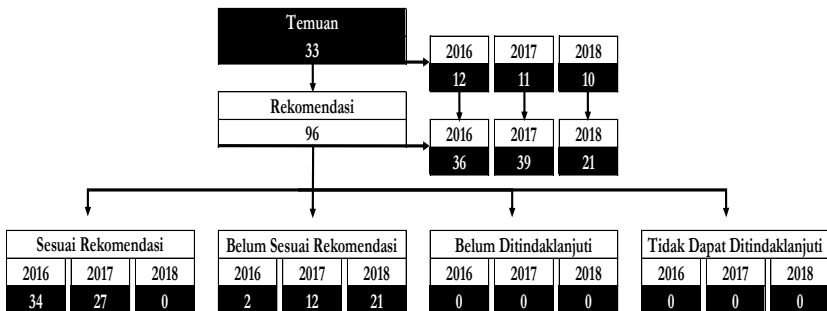 Temuan
33
2016 2017 2018
12 11 10
Rekomendasi
96
2016 2017 2018
36 39 21
Sesuai Rekomendasi
2016 2017 2018
34 27 0
Belum Sesuai Rekomendasi
2016 2017 2018
2 12 21
Belum Ditindaklanjuti
2016 2017 2018
0 0 0
Tidak Dapat Ditindaklanjuti
2016 2017 2018
0 0 0